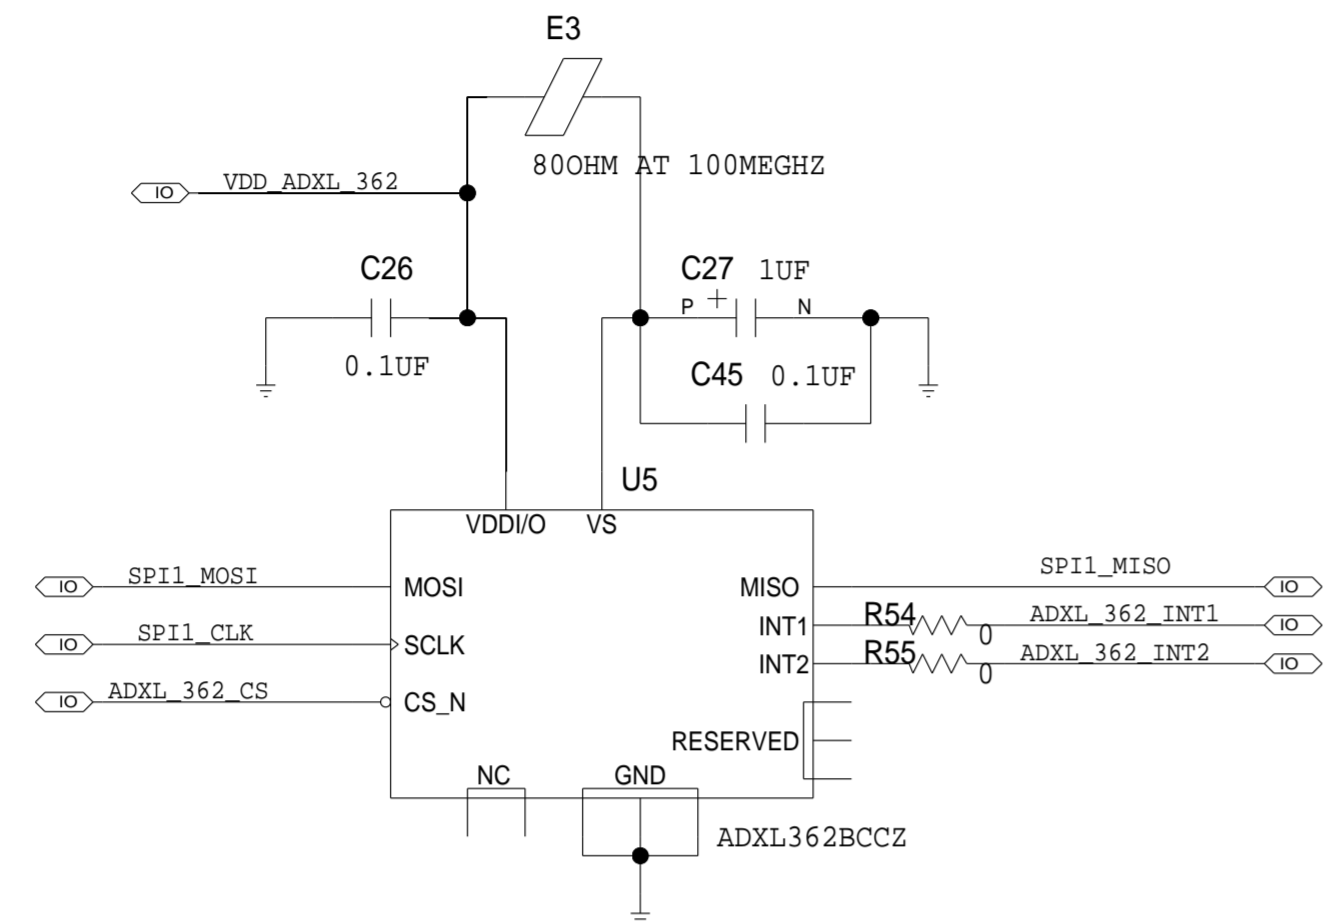 E3
80OHM AT 100MEGHZ
IO VDD_ADXL_362
C26
C27 1UF
P + N
0.1UF
C45 0.1UF
U5
VDDI/O VS
IO SPI1_MOSI MOSI
MISO SPI1_MISO IO
IO SPI1_CLK SCLK
INT1 R54 0 ADXL_362_INT1 IO
INT2 R55 0 ADXL_362_INT2 IO
IO ADXL_362_CS CS_N
RESERVED
NC GND
ADXL362BCCZ